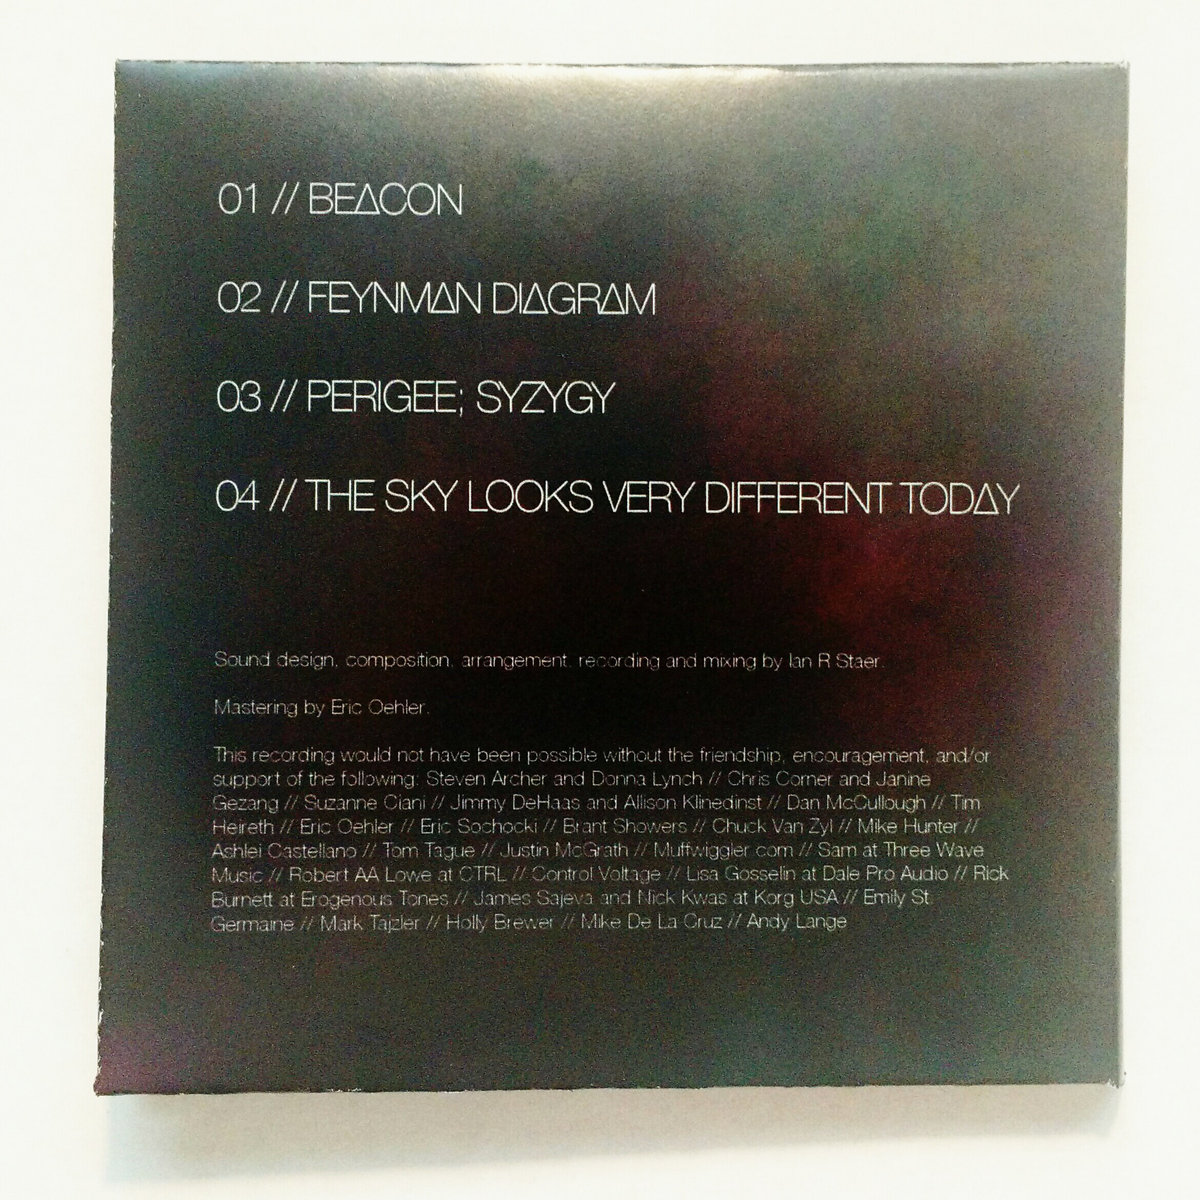 01 // BEΔCON
02 // FEYNMΔN DIΔGRΔM
03 // PERIGEE; SYZYGY
04 // THE SKY LOOKS VERY DIFFERENT TODΔY
Sound design, composition, arrangement, recording and mixing by Ian R Staer.
Mastering by Eric Oehler.
This recording would not have been possible without the friendship, encouragement, and/or
support of the following: Steven Archer and Donna Lynch // Chris Corner and Janine
Gezang // Suzanne Ciani // Jimmy DeHaas and Allison Klinedinst // Dan McCullough // Tim
Heireth // Eric Oehler // Eric Sochocki // Brant Showers // Chuck Van Zyl // Mike Hunter //
Ashlei Castellano // Tom Tague // Justin McGrath // Muffwiggler.com // Sam at Three Wave
Music // Robert AA Lowe at CTRL // Control Voltage // Lisa Gosselin at Dale Pro Audio // Rick
Burnett at Erogenous Tones // James Sajeva and Nick Kwas at Korg USA // Emily St.
Germaine // Mark Tajzler // Holly Brewer // Mike De La Cruz // Andy Lange